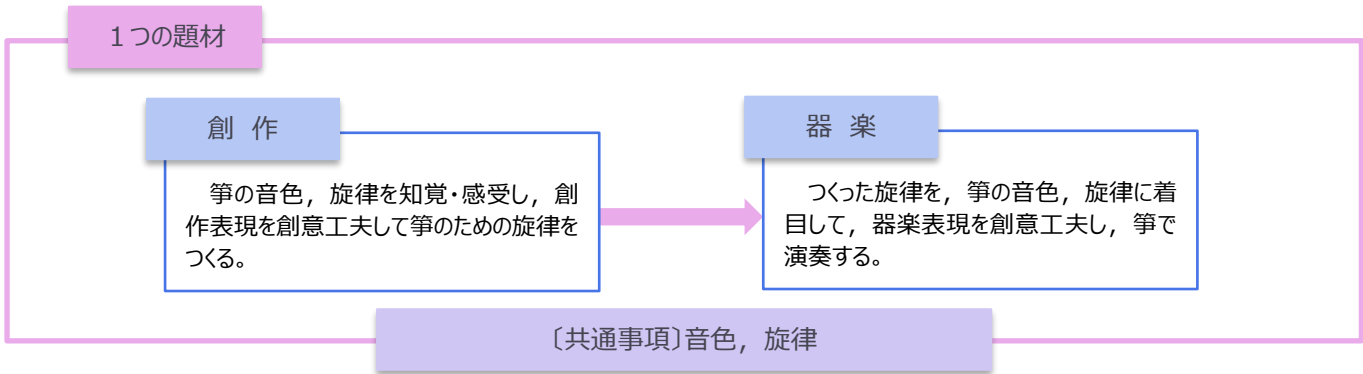 1つの題材
創 作
箏の音色，旋律を知覚・感受し，創
作表現を創意工夫して箏のための旋律を
つくる。
器 楽
つくった旋律を，箏の音色，旋律に着
目して，器楽表現を創意工夫し，箏で
演奏する。
〔共通事項〕音色，旋律